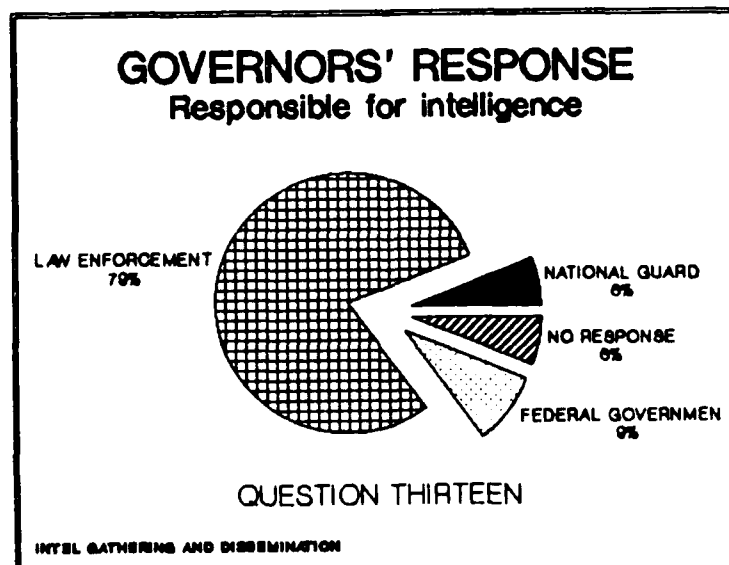 GOVERNORS' RESPONSE
Responsible for intelligence
LAW ENFORCEMENT
79%
NATIONAL GUARD
6%
NO RESPONSE
6%
FEDERAL GOVERNMEN
9%
QUESTION THIRTEEN
INTEL GATHERING AND DISSEMINATION